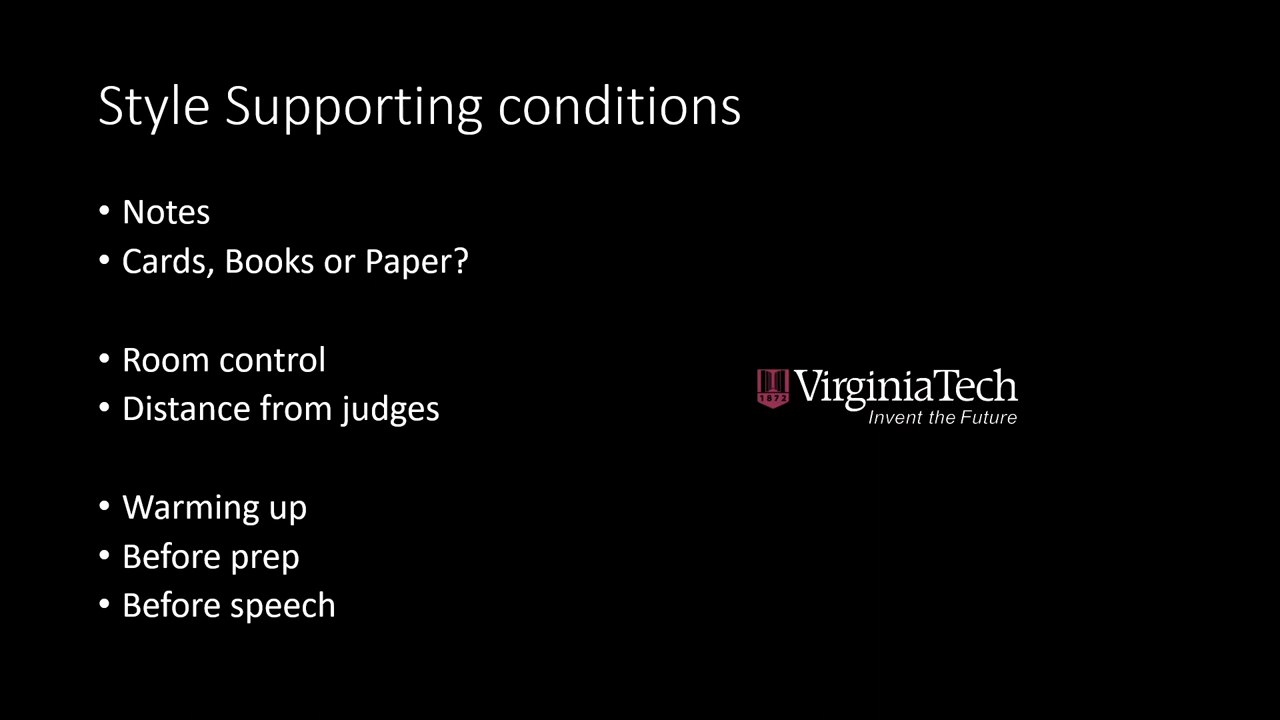 Style Supporting conditions
• Notes
• Cards, Books or Paper?
• Room control
• Distance from judges
• Warming up
• Before prep
• Before speech
1872
VirginiaTech
Invent the Future